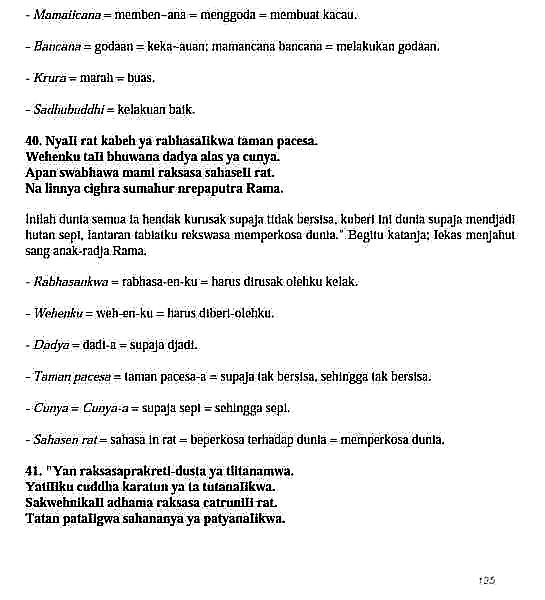 - Mamaiicana = memben~ana = menggoda = membuat kacau.
- Bancana = godaan = keka~auan; mamancana bancana = melakukan godaan.
- Krura = marah = buas.
- Sadhubuddhi = kelakuan baik.
40. NyaIi rat kabeh ya rabhasaIikwa taman pacesa.
Wehenku taIi bhuwana dadya alas ya cunya.
Apan swabhawa mami raksasa sahaseIi rat.
Na Iinnya cighra sumahur nrepaputra Rama.
Inilah dunia semua ia hendak kurusak supaja tidak bersisa, kuberi ini dunia supaja mendjadi
hutan sepi, iantaran tabiatku rekswasa memperkosa dunia." Begitu katanja; Iekas menjahut
sang anak-radja Rama.
- Rabhasankwa = rabhasa-en-ku = harus dirusak olehku kelak.
- Wehenku = weh-en-ku = harus diberi-olehku.
- Dadya = dadi-a = supaja djadi.
- Taman pacesa = taman pacesa-a = supaja tak bersisa, sehingga tak bersisa.
- Cunya = Cunya-a = supaja sepi = sehingga sepi.
- Sahasen rat = sahasa in rat = beperkosa terhadap dunia = memperkosa dunia.
41. "Yan raksasaprakreti-dusta ya tiitanamwa.
YatiIiku cuddha karatun ya ta tutanaIikwa.
SakwehnikaIi adhama raksasa catruniIi rat.
Tatan pataIigwa sahananya ya patyanaIikwa.
125